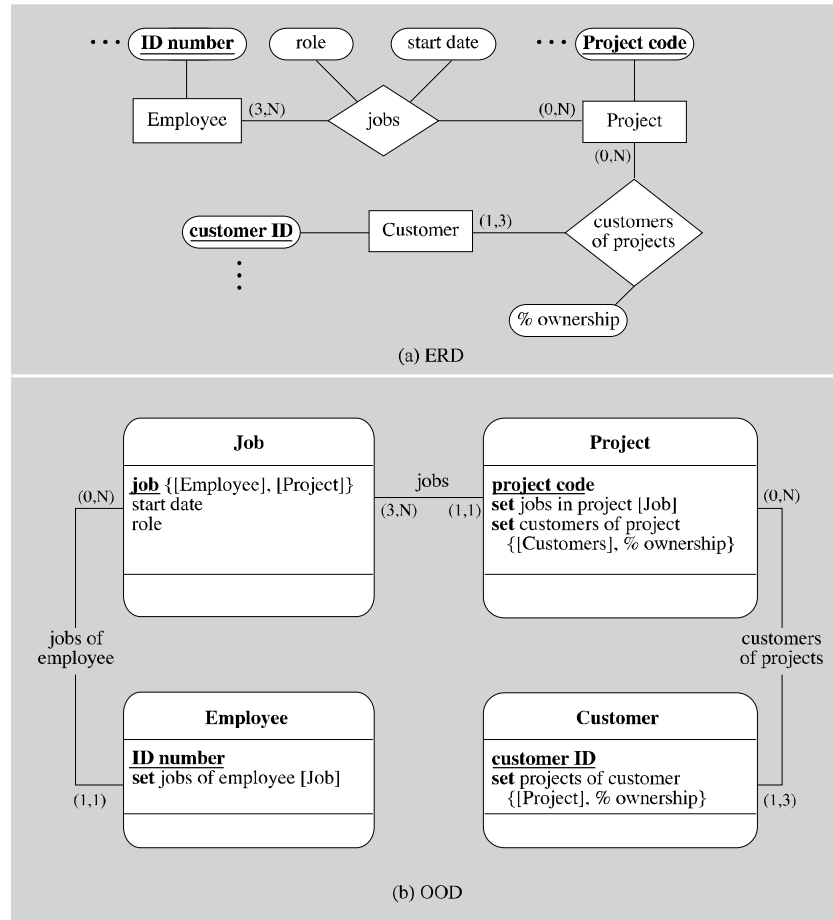 ••• ID number
role
start date
••• Project code
Employee
(3,N)
jobs
(0,N)
Project
(0,N)
customer ID
Customer
(1,3)
customers
of projects
% ownership
(a) ERD
Job
job {[Employee], [Project]}
start date
role
(0,N)
jobs
(3,N)
(1,1)
Project
project code
set jobs in project [Job]
set customers of project
{[Customers], % ownership}
(0,N)
jobs of
employee
customers
of projects
Employee
ID number
set jobs of employee [Job]
(1,1)
Customer
customer ID
set projects of customer
{[Project], % ownership}
(1,3)
(b) OOD